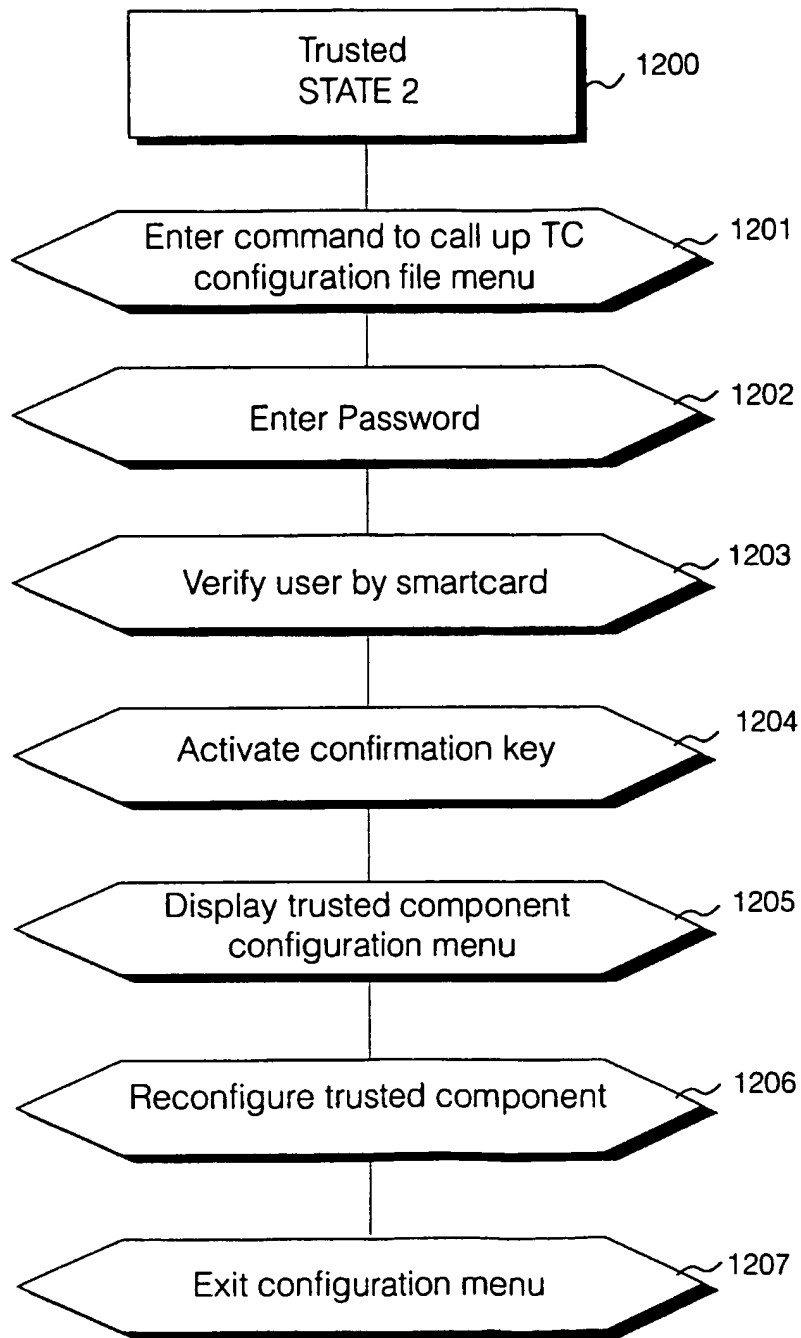 Trusted
STATE 2
1200
Enter command to call up TC
configuration file menu
1201
Enter Password
1202
Verify user by smartcard
1203
Activate confirmation key
1204
Display trusted component
configuration menu
1205
Reconfigure trusted component
1206
Exit configuration menu
1207